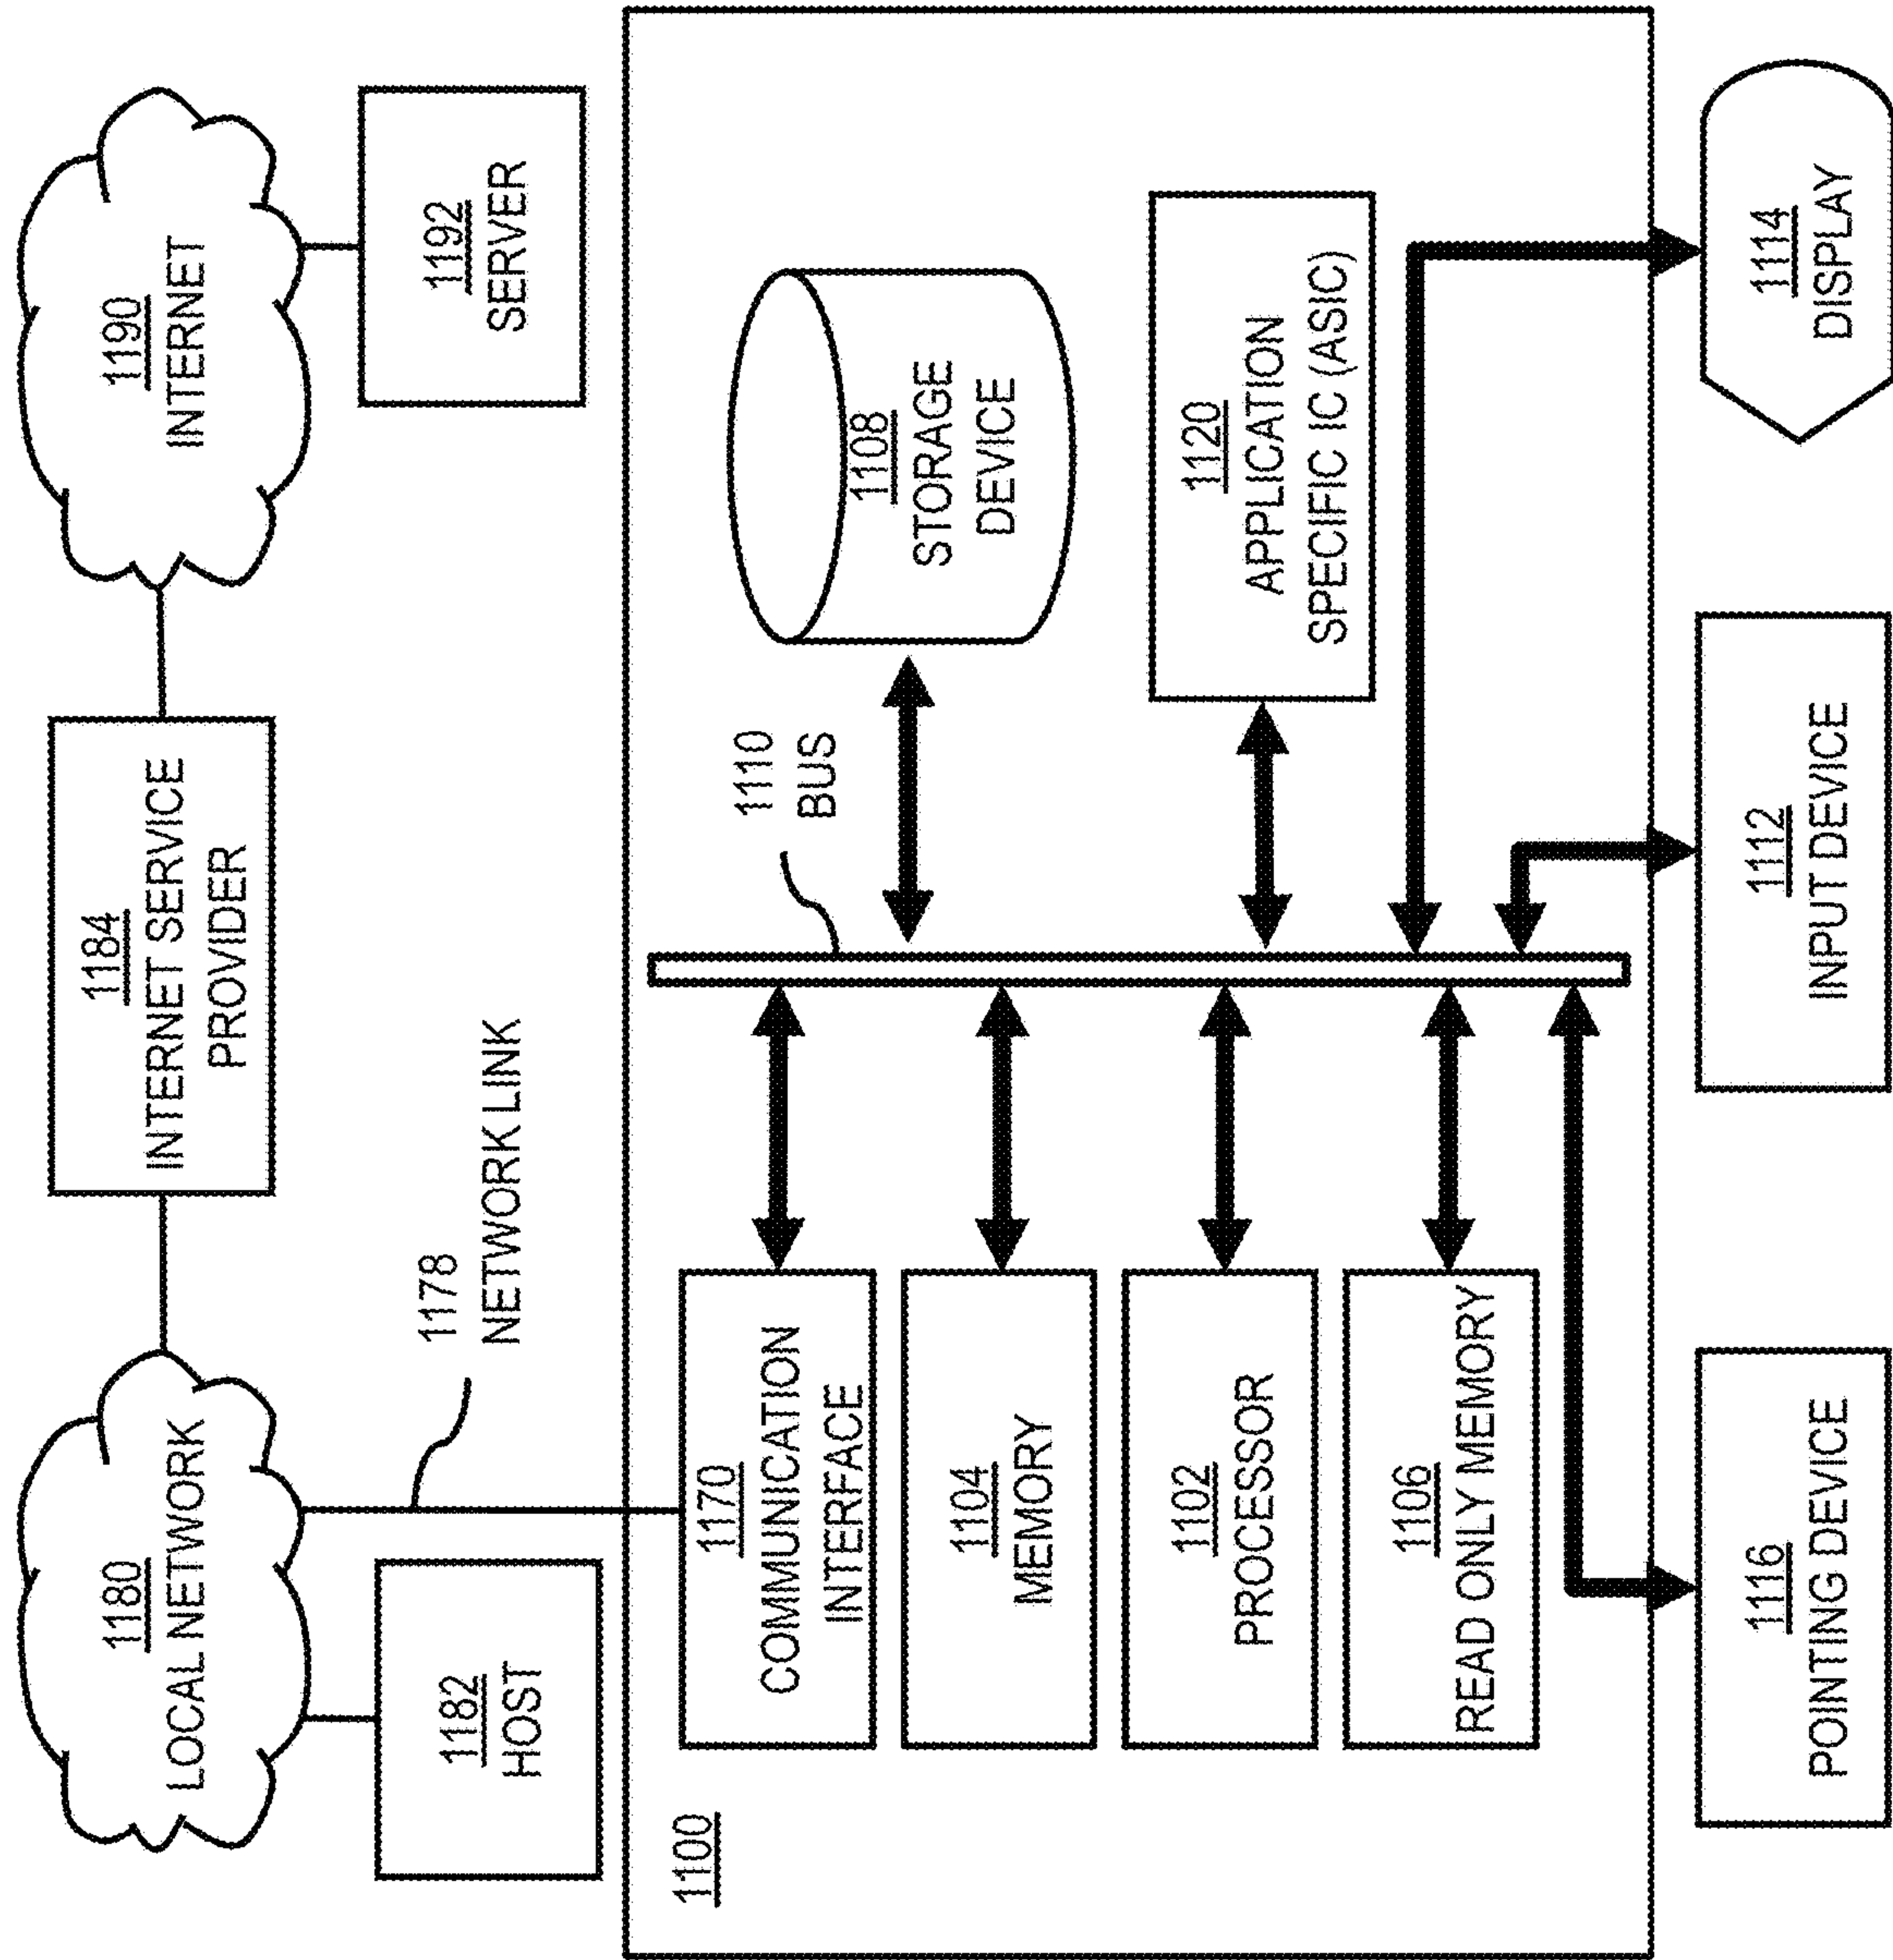 1180
LOCAL NETWORK
1184
INTERNET SERVICE
PROVIDER
1190
INTERNET
1182
HOST
1178
NETWORK LINK
1192
SERVER
1100
1170
COMMUNICATION
INTERFACE
1110
BUS
1104
MEMORY
1108
STORAGE
DEVICE
1102
PROCESSOR
1120
APPLICATION
SPECIFIC IC (ASIC)
1106
READ ONLY MEMORY
1116
POINTING DEVICE
1112
INPUT DEVICE
1114
DISPLAY